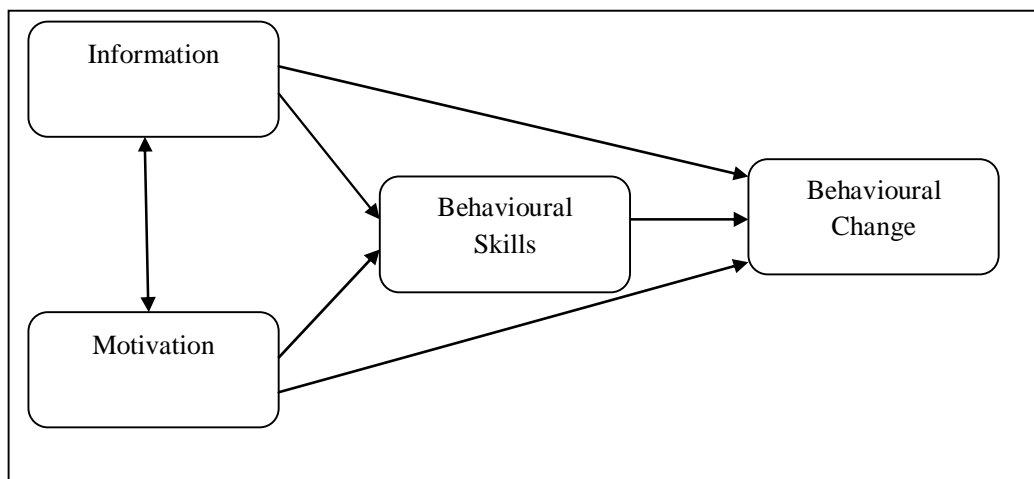 Information
Behavioural
Skills
Behavioural
Change
Motivation